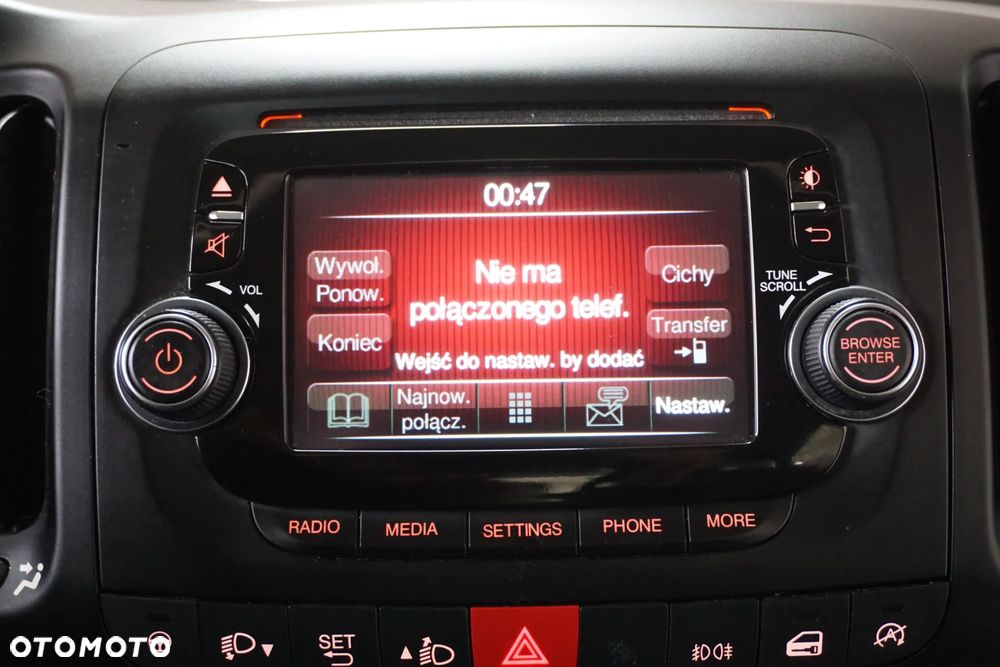 00:47
Wywoł.
Ponow.
Nie ma
połączonego telef.
Cichy
Koniec
Transfer
Wejść do nastaw. by dodać
Najnow.
połącz.
Nastaw.
VOL
TUNE
SCROLL
BROWSE
ENTER
RADIO
MEDIA
SETTINGS
PHONE
MORE
SET
A
OTOMOTO